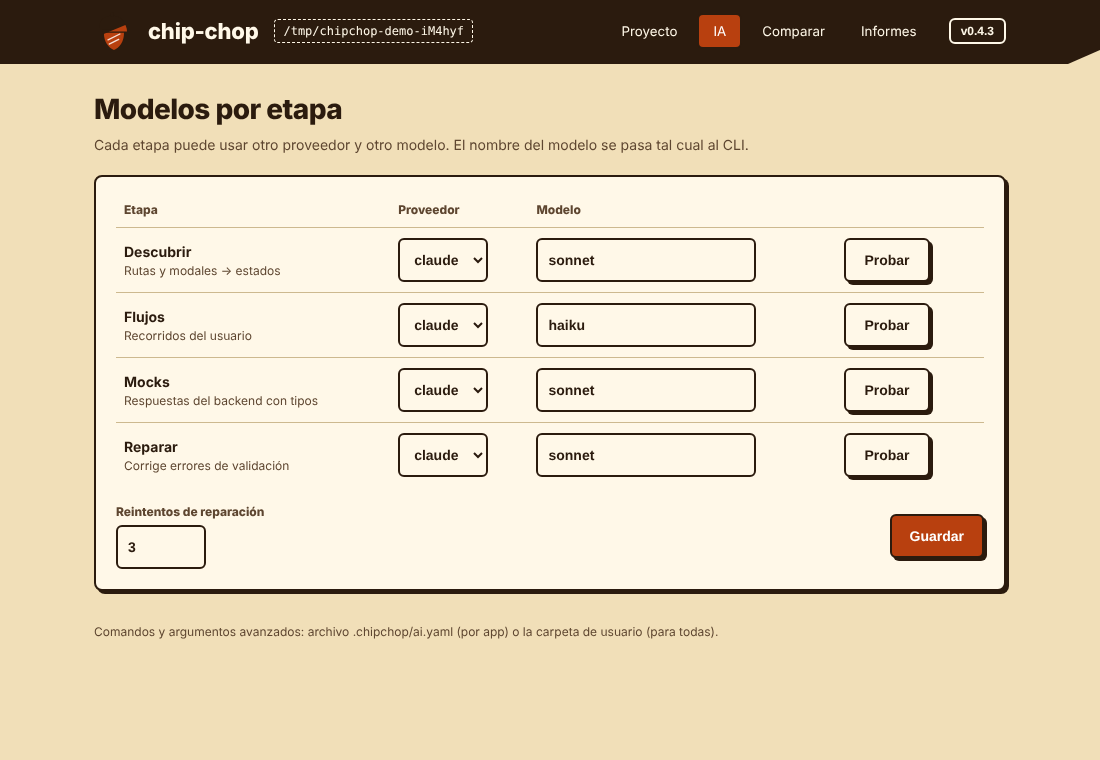 chip-chop
/tmp/chipchop-demo-iM4hyf
Proyecto
IA
Comparar
Informes
v0.4.3
Modelos por etapa
Cada etapa puede usar otro proveedor y otro modelo. El nombre del modelo se pasa tal cual al CLI.
Etapa Proveedor Modelo
Descubrir
Rutas y modales → estados
claude
sonnet
Probar
Flujos
Recorridos del usuario
claude
haiku
Probar
Mocks
Respuestas del backend con tipos
claude
sonnet
Probar
Reparar
Corrige errores de validación
claude
sonnet
Probar
Reintentos de reparación
3
Guardar
Comandos y argumentos avanzados: archivo .chipchop/ai.yaml (por app) o la carpeta de usuario (para todas).